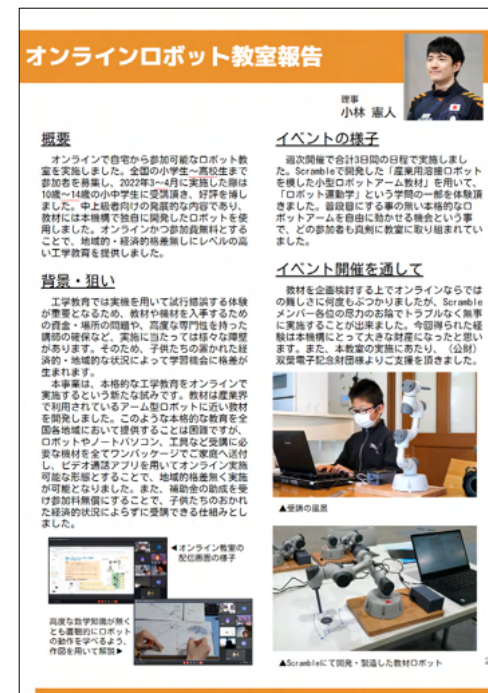 オンラインロボット教室報告
理事
小林 憲人
概要
オンラインで自宅から参加可能なロボット教
室を実施しました。全国の小学生〜高校生まで
参加者を募集し、2022年3〜4月に実施した際は
10歳〜14歳の小中学生に受講頂き、好評を博し
ました。中上級者向けの発展的な内容であり、
教材には本機構で独自に開発したロボットを使
用しました。オンラインかつ参加費無料とする
ことで、地域的・経済的格差無しにレベルの高
い工学教育を提供しました。
背景・狙い
工学教育では実機を用いて試行錯誤する体験
が重要となるため、教材や機材を入手するため
の資金・場所の問題や、高度な専門性を持った
講師の確保など、実施に当たっては様々な障壁
があります。そのため、子供たちの置かれた経
済的・地域的な状況によって学習機会に格差が
生まれます。
本事業は、本格的な工学教育をオンラインで
実施するという新たな試みです。教材は産業界
で利用されているアーム型ロボットに近い教材
を開発しました。このような本格的な教育を全
国各地域において提供することは困難ですが、
ロボットやノートパソコン、工具など受講に必
要な機材を全てワンパッケージでご家庭へ送付
し、ビデオ通話アプリを用いてオンライン実施
可能な形態とすることで、地域的格差無く実施
が可能となりました。また、補助金の助成を受
け参加料無償にすることで、子供たちのおかれ
た経済的状況によらずに受講できる仕組みとし
ました。
◀オンライン教室の
配信画面の様子
高度な数学知識が無く
とも直観的にロボット
の動作を学べるよう、
作図を用いて解説▶
イベントの様子
週次開催で合計3日間の日程で実施しまし
た。Scrambleで開発した「産業用溶接ロボット
を模した小型ロボットアーム教材」を用いて、
「ロボット運動学」という学問の一部を体験頂
きました。普段目にする事の無い本格的なロ
ボットアームを自由に動かせる機会という事
で、どの参加者も真剣に教室に取り組まれてい
ました。
イベント開催を通して
教材を企画検討する上でオンラインならでは
の難しさに何度もぶつかりましたが、Scramble
メンバー各位の尽力のお陰でトラブルなく無事
に実施することが出来ました。今回得られた経
験は本機構にとって大きな財産になったと思い
ます。また、本教室の実施にあたり、(公財)
双葉電子記念財団様よりご支援を頂きました。
▲受講の風景
▲Scrambleにて開発・製造した教材ロボット